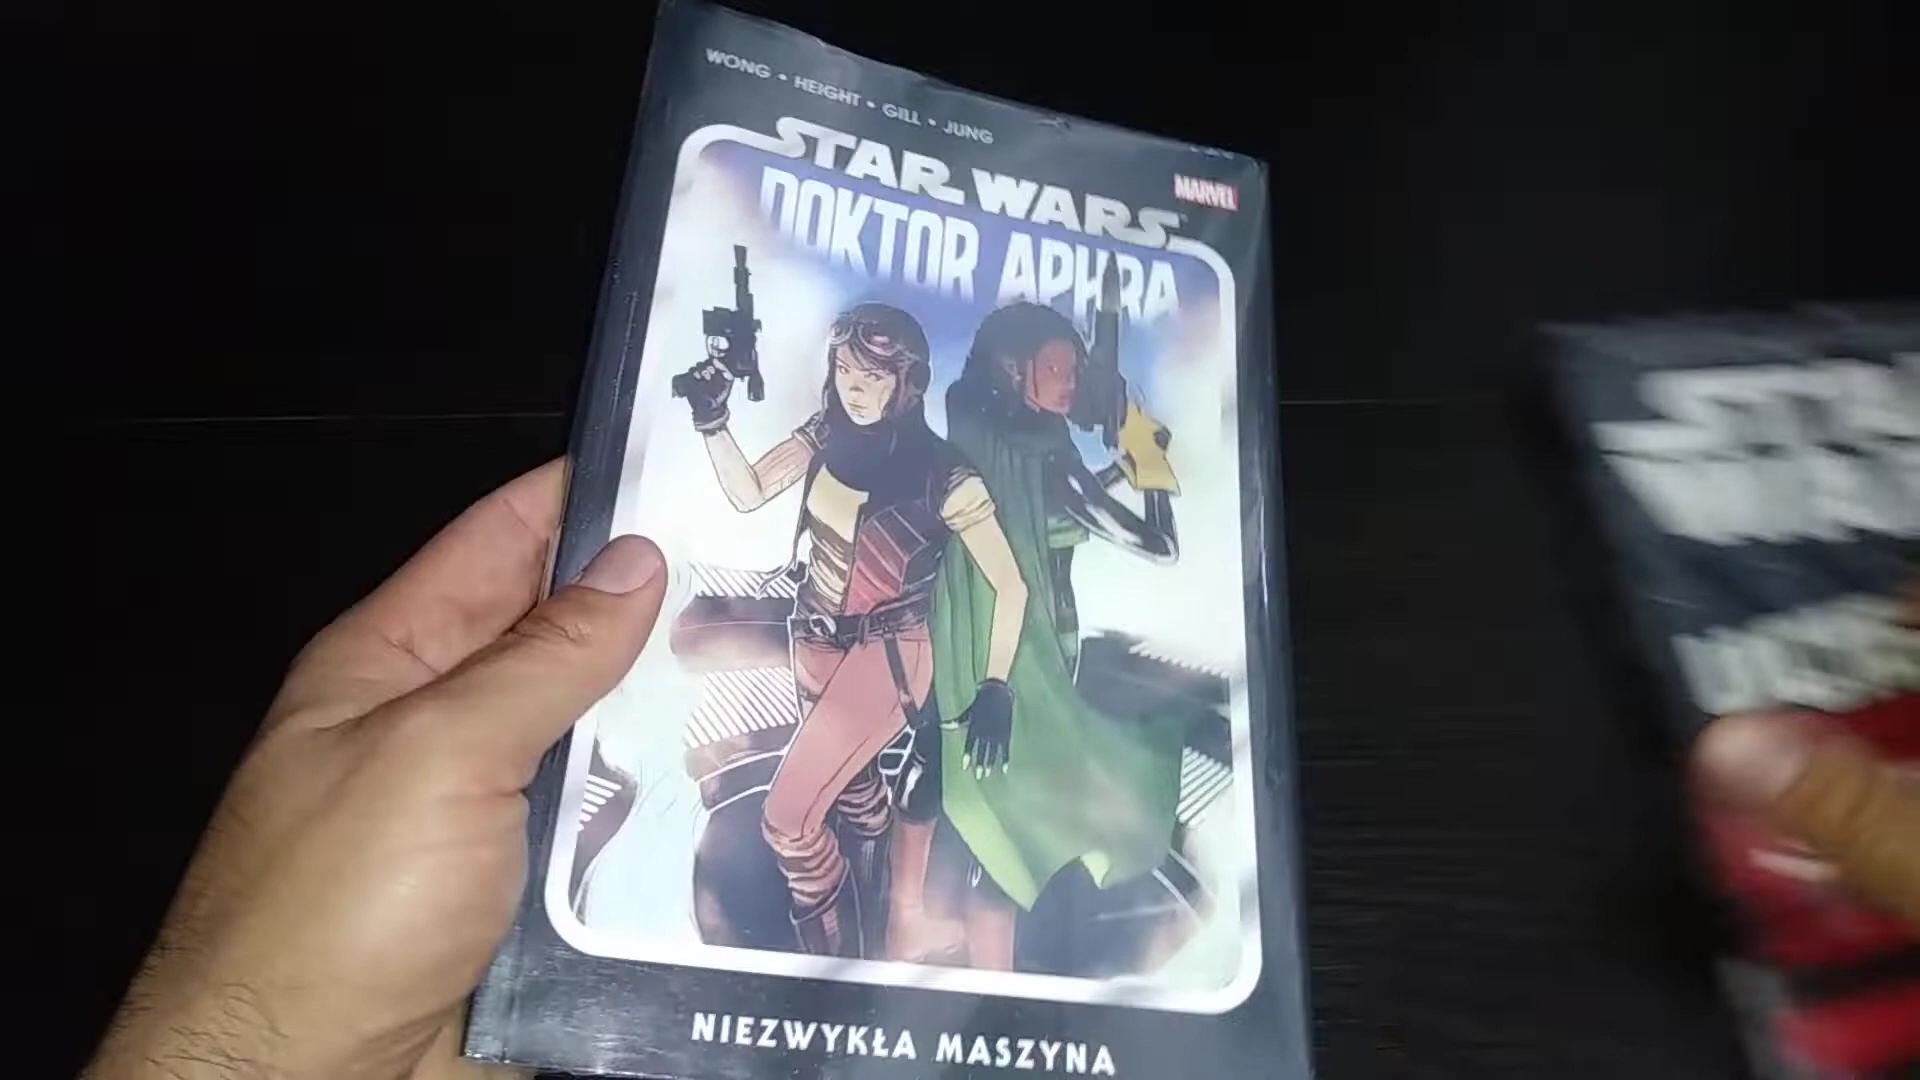 WONG • HEIGHT • GILL • JUNG
STAR WARS
MARVEL
DOKTOR APHRA
NIEZWYKŁA MASZYNA